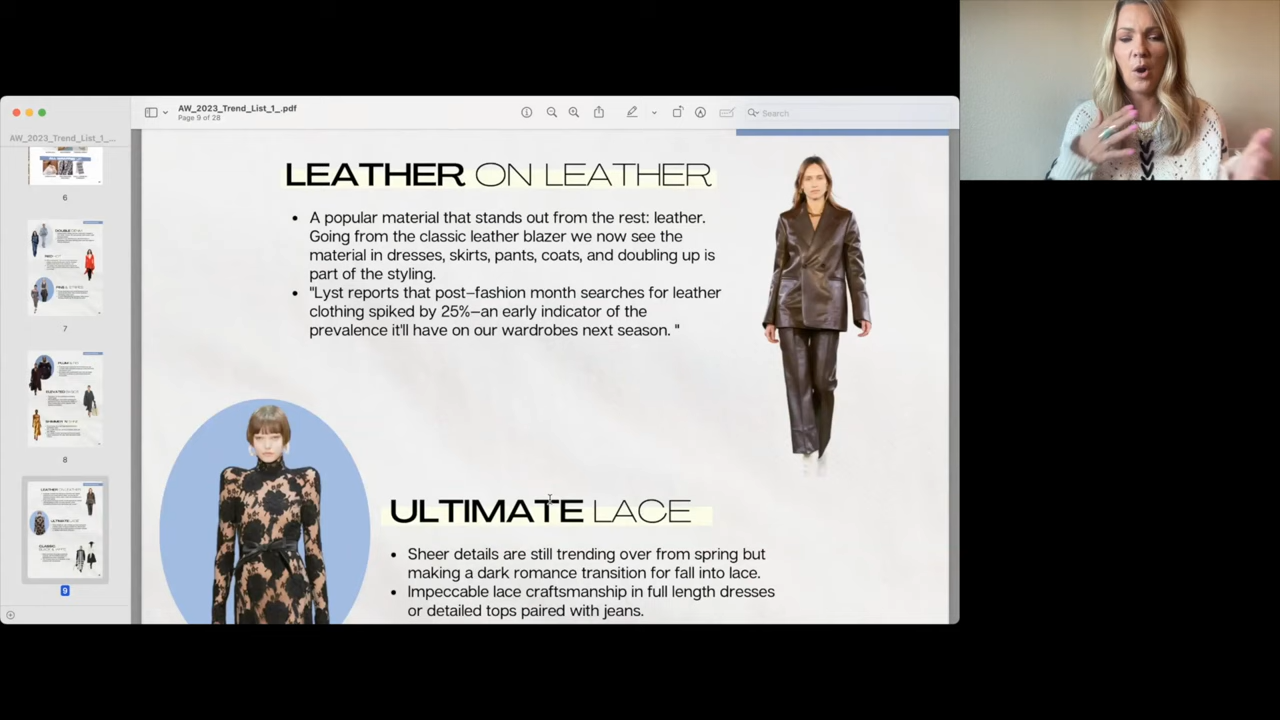 AW_2023_Trend_List_1_.pdf
Page 9 of 28
Search
AW_2023_Trend_List_1_...
6
7
8
9
LEATHER ON LEATHER
• A popular material that stands out from the rest: leather.
Going from the classic leather blazer we now see the
material in dresses, skirts, pants, coats, and doubling up is
part of the styling.
• "Lyst reports that post-fashion month searches for leather
clothing spiked by 25%—an early indicator of the
prevalence it'll have on our wardrobes next season. "
ULTIMATE LACE
• Sheer details are still trending over from spring but
making a dark romance transition for fall into lace.
• Impeccable lace craftsmanship in full length dresses
or detailed tops paired with jeans.